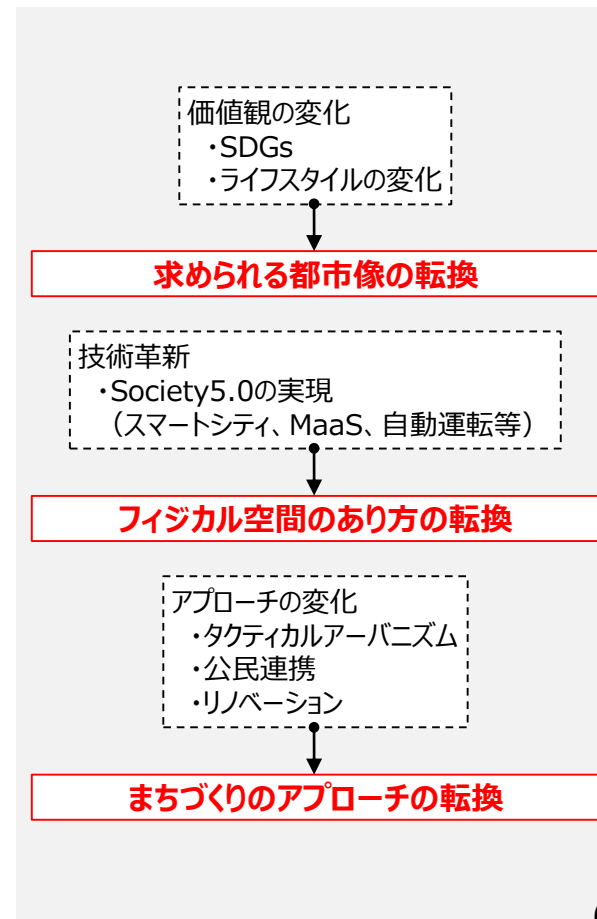 価値観の変化
・SDGs
・ライフスタイルの変化
求められる都市像の転換
技術革新
・Society5.0の実現
（スマートシティ、MaaS、自動運転等）
フィジカル空間のあり方の転換
アプローチの変化
・タクティカルアーバニズム
・公民連携
・リノベーション
まちづくりのアプローチの転換